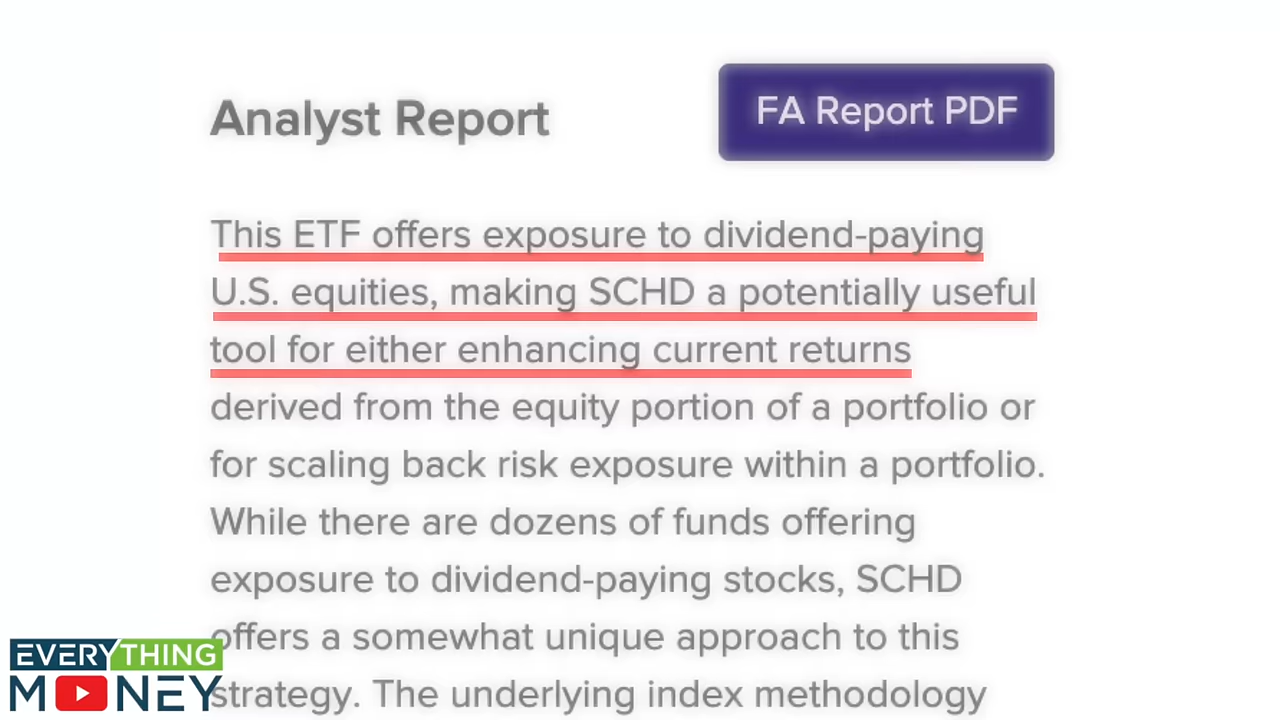 Analyst Report
FA Report PDF
This ETF offers exposure to dividend-paying
U.S. equities, making SCHD a potentially useful
tool for either enhancing current returns
derived from the equity portion of a portfolio or
for scaling back risk exposure within a portfolio.
While there are dozens of funds offering
exposure to dividend-paying stocks, SCHD
offers a somewhat unique approach to this
strategy. The underlying index methodology
EVERYTHING
MONEY